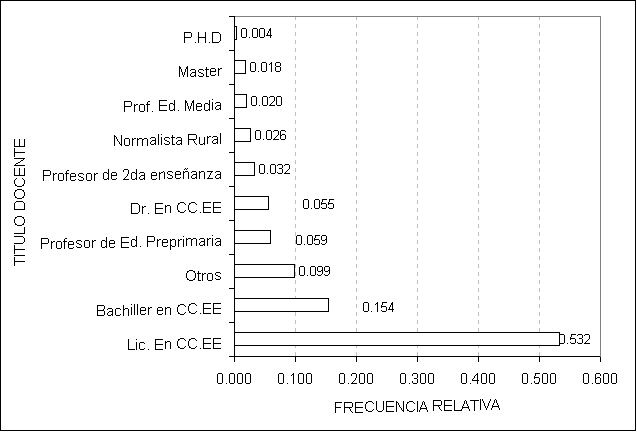 P.H.D 0.004
Master 0.018
Prof. Ed. Media 0.020
Normalista Rural 0.026
Profesor de 2da enseñanza 0.032
Dr. En CC.EE 0.055
Profesor de Ed. Preprimaria 0.059
Otros 0.099
Bachiller en CC.EE 0.154
Lic. En CC.EE 0.532
0.000 0.100 0.200 0.300 0.400 0.500 0.600
FRECUENCIA RELATIVA
TITULO DOCENTE